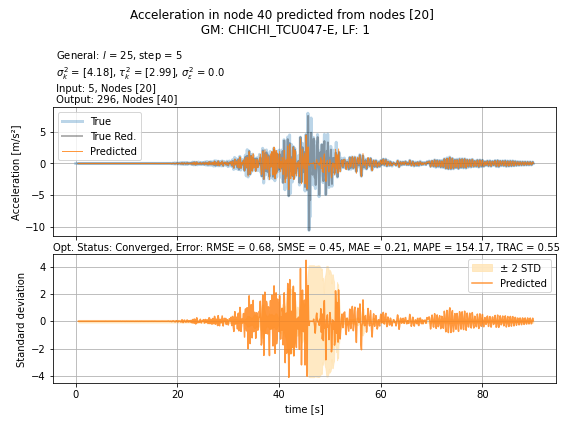 Acceleration in node 40 predicted from nodes [20]
GM: CHICHI_TCU047-E, LF: 1
General: l = 25, step = 5
σ²ₖ = [4.18], τ²ₖ = [2.99], σ²ε = 0.0
Input: 5, Nodes [20]
Output: 296, Nodes [40]
True
True Red.
Predicted
Acceleration [m/s²]
5
0
−5
−10
Opt. Status: Converged, Error: RMSE = 0.68, SMSE = 0.45, MAE = 0.21, MAPE = 154.17, TRAC = 0.55
± 2 STD
Predicted
Standard deviation
4
2
0
−2
−4
0 20 40 60 80
time [s]